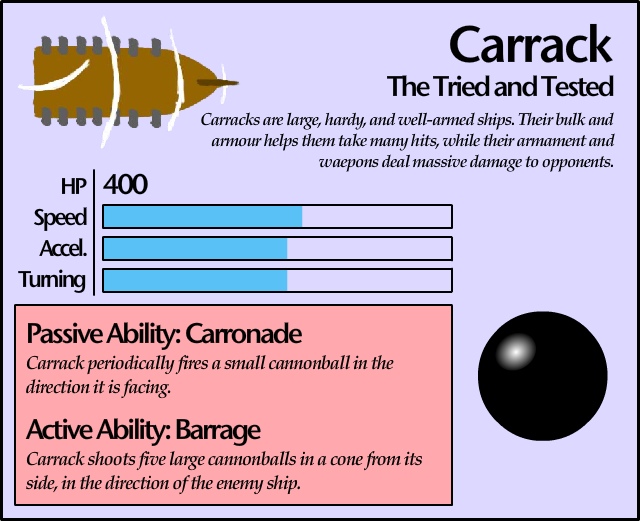 Carrack
The Tried and Tested
Carracks are large, hardy, and well-armed ships. Their bulk and
armour helps them take many hits, while their armament and
waepons deal massive damage to opponents.
HP 400
Speed
Accel.
Turning
Passive Ability: Carronade
Carrack periodically fires a small cannonball in the
direction it is facing.
Active Ability: Barrage
Carrack shoots five large cannonballs in a cone from its
side, in the direction of the enemy ship.